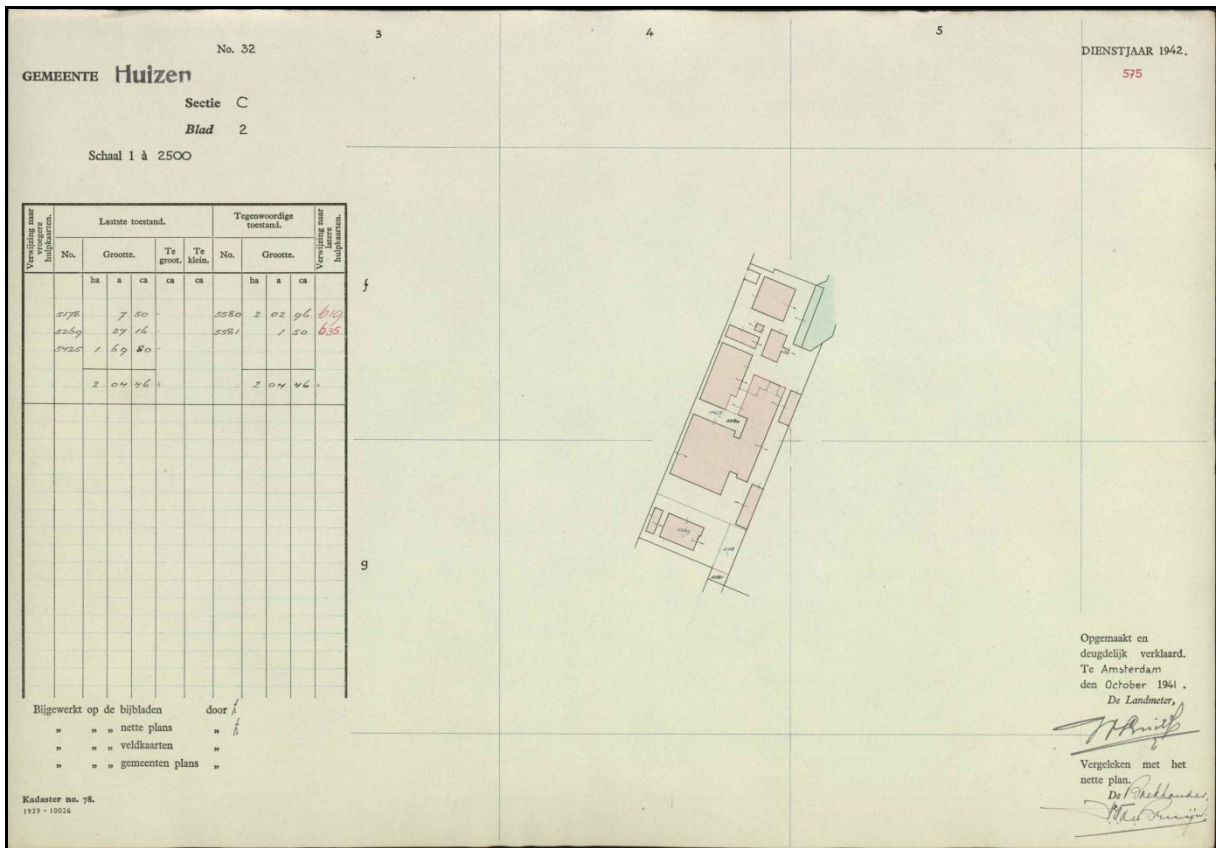 No. 32
GEMEENTE Huizen
Sectie C
Blad 2
Schaal 1 à 2500
3
4
5
DIENSTJAAR 1942.
575
Verwijzing naar vroegere hulpkaarten.
Laatste toestand.
Tegenwoordige toestand.
Verwijzing naar latere hulpkaarten.
No. Grootte. Te groot. Te klein. No. Grootte.
ha a ca ca ca ha a ca
5178 7 50 5580 2 02 96 619
5269 27 16 5581 1 50 635
5425 1 69 80
2 04 46 2 04 46
f
g
5580
5581
Bijgewerkt op de bijbladen door
„ „ „ nette plans „
„ „ „ veldkaarten „
„ „ „ gemeenten plans „
Kadaster no. 78.
1939 - 10026
Opgemaakt en
deugdelijk verklaard.
Te Amsterdam
den October 1941.
De Landmeter,
Vergeleken met het
nette plan.
De Boekhouder,